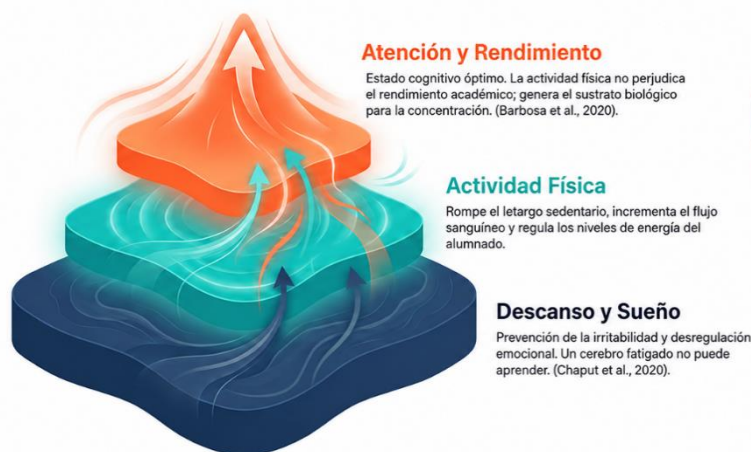 Atención y Rendimiento
Estado cognitivo óptimo. La actividad física no perjudica
el rendimiento académico; genera el sustrato biológico
para la concentración. (Barbosa et al., 2020).
Actividad Física
Rompe el letargo sedentario, incrementa el flujo
sanguíneo y regula los niveles de energía del
alumnado.
Descanso y Sueño
Prevención de la irritabilidad y desregulación
emocional. Un cerebro fatigado no puede
aprender. (Chaput et al., 2020).